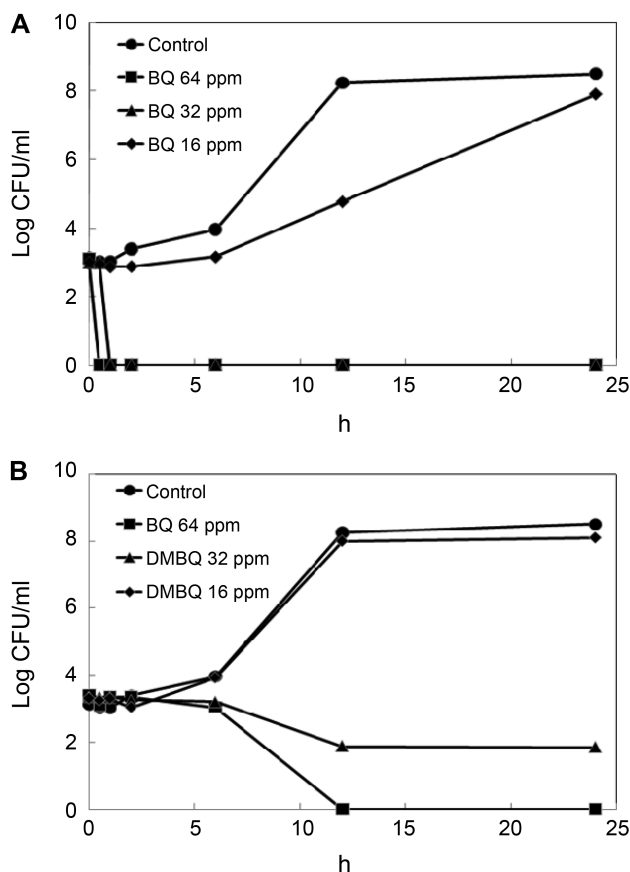 A
10
8
6
4
2
0
Log CFU/ml
Control
BQ 64 ppm
BQ 32 ppm
BQ 16 ppm
0 5 10 15 20 25
h
B
10
8
6
4
2
0
Log CFU/ml
Control
BQ 64 ppm
DMBQ 32 ppm
DMBQ 16 ppm
0 5 10 15 20 25
h